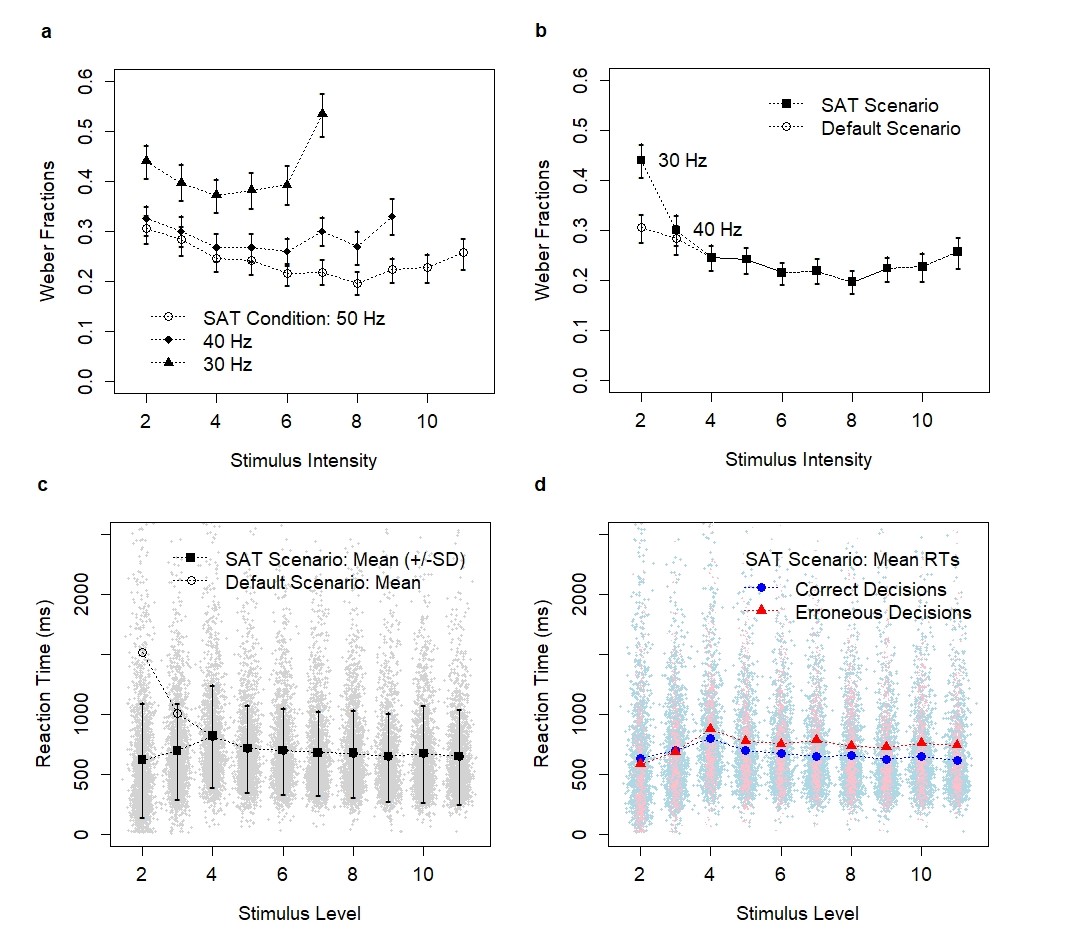 a
Weber Fractions
0.0 0.1 0.2 0.3 0.4 0.5 0.6
SAT Condition: 50 Hz
40 Hz
30 Hz
2 4 6 8 10
Stimulus Intensity
b
Weber Fractions
0.0 0.1 0.2 0.3 0.4 0.5 0.6
SAT Scenario
Default Scenario
30 Hz
40 Hz
2 4 6 8 10
Stimulus Intensity
c
Reaction Time (ms)
0 500 1000 2000
SAT Scenario: Mean (+/-SD)
Default Scenario: Mean
2 4 6 8 10
Stimulus Level
d
Reaction Time (ms)
0 500 1000 2000
SAT Scenario: Mean RTs
Correct Decisions
Erroneous Decisions
2 4 6 8 10
Stimulus Level